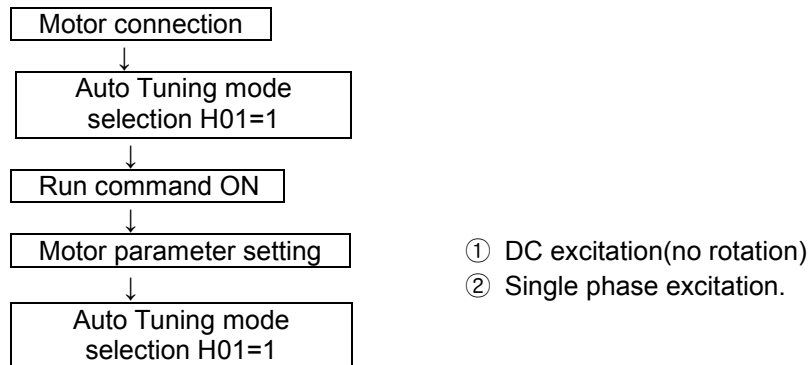 Motor connection
↓
Auto Tuning mode
selection H01=1
↓
Run command ON
↓
Motor parameter setting
① DC excitation(no rotation)
↓
② Single phase excitation.
Auto Tuning mode
selection H01=1